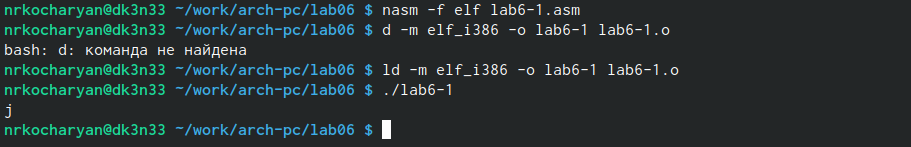 nrkocharyan@dk3n33 ~/work/arch-pc/lab06 $ nasm -f elf lab6-1.asm
nrkocharyan@dk3n33 ~/work/arch-pc/lab06 $ d -m elf_i386 -o lab6-1 lab6-1.o
bash: d: команда не найдена
nrkocharyan@dk3n33 ~/work/arch-pc/lab06 $ ld -m elf_i386 -o lab6-1 lab6-1.o
nrkocharyan@dk3n33 ~/work/arch-pc/lab06 $ ./lab6-1
j
nrkocharyan@dk3n33 ~/work/arch-pc/lab06 $